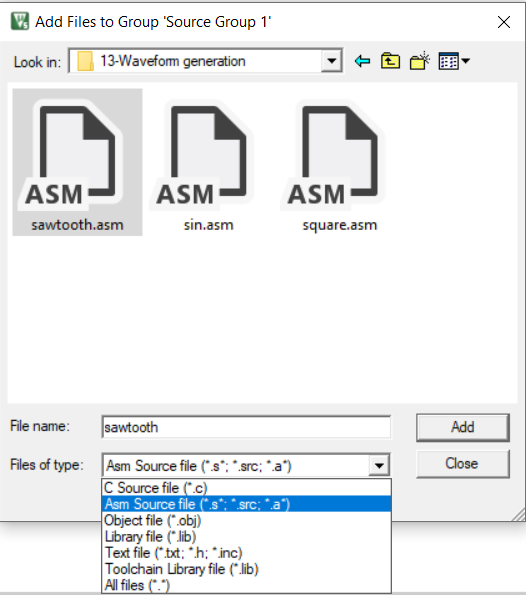 Add Files to Group 'Source Group 1'
Look in: 13-Waveform generation
ASM ASM ASM
sawtooth.asm sin.asm square.asm
File name: sawtooth Add
Files of type: Asm Source file (*.s*; *.src; *.a*) Close
C Source file (*.c)
Asm Source file (*.s*; *.src; *.a*)
Object file (*.obj)
Library file (*.lib)
Text file (*.txt; *.h; *.inc)
Toolchain Library file (*.lib)
All files (*.*)